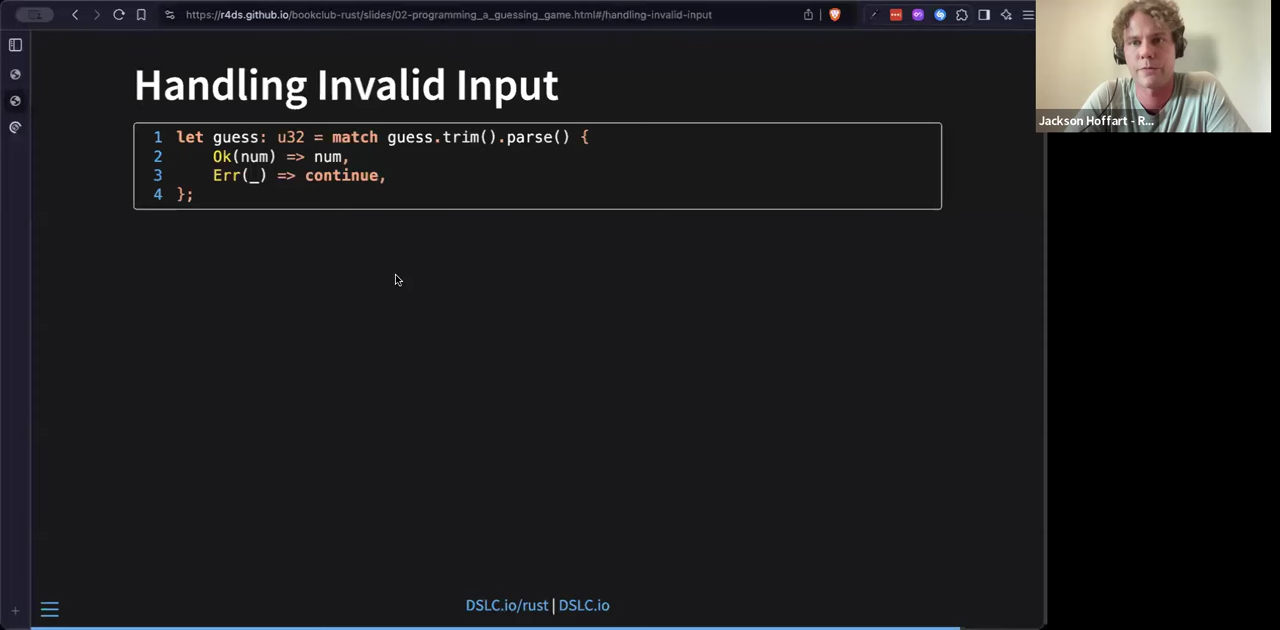 https://r4ds.github.io/bookclub-rust/slides/02-programming_a_guessing_game.html#/handling-invalid-input
Jackson Hoffart - R...
Handling Invalid Input
1 let guess: u32 = match guess.trim().parse() {
2 Ok(num) => num,
3 Err(_) => continue,
4 };
DSLC.io/rust | DSLC.io